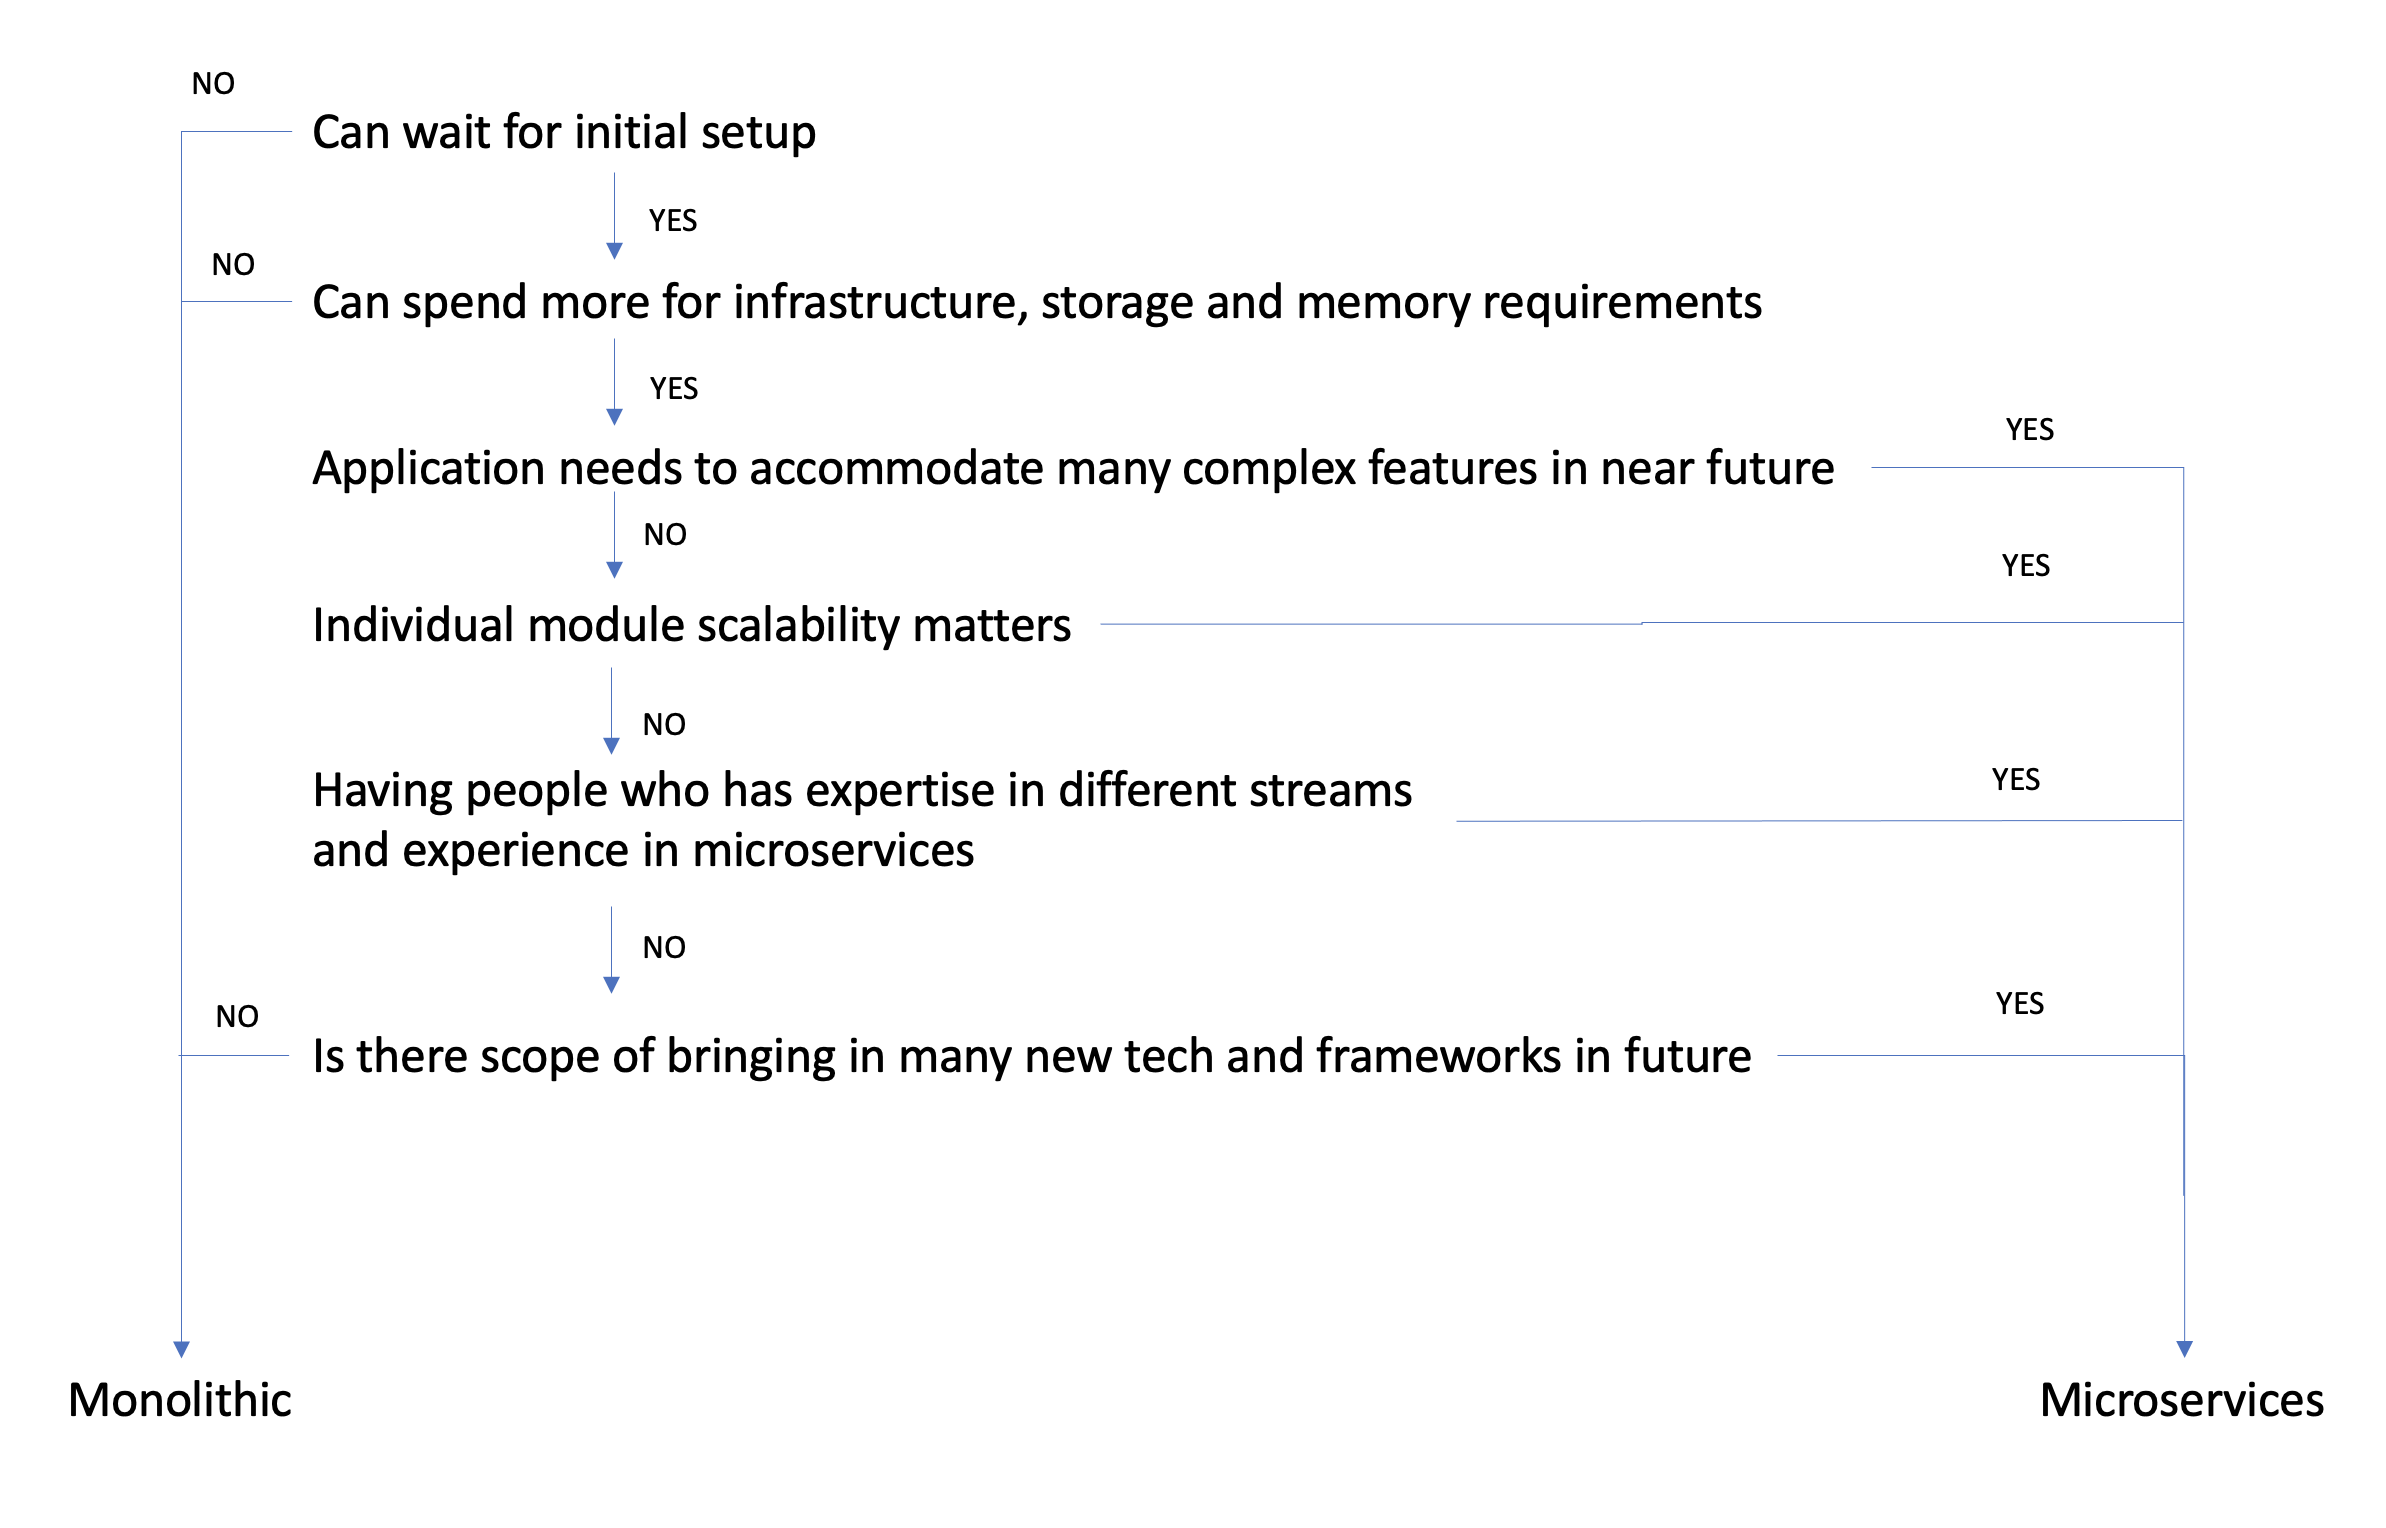 NO
Can wait for initial setup
YES
NO
Can spend more for infrastructure, storage and memory requirements
YES
YES
Application needs to accommodate many complex features in near future
NO
YES
Individual module scalability matters
NO
Having people who has expertise in different streams
YES
and experience in microservices
NO
NO
YES
Is there scope of bringing in many new tech and frameworks in future
Monolithic
Microservices